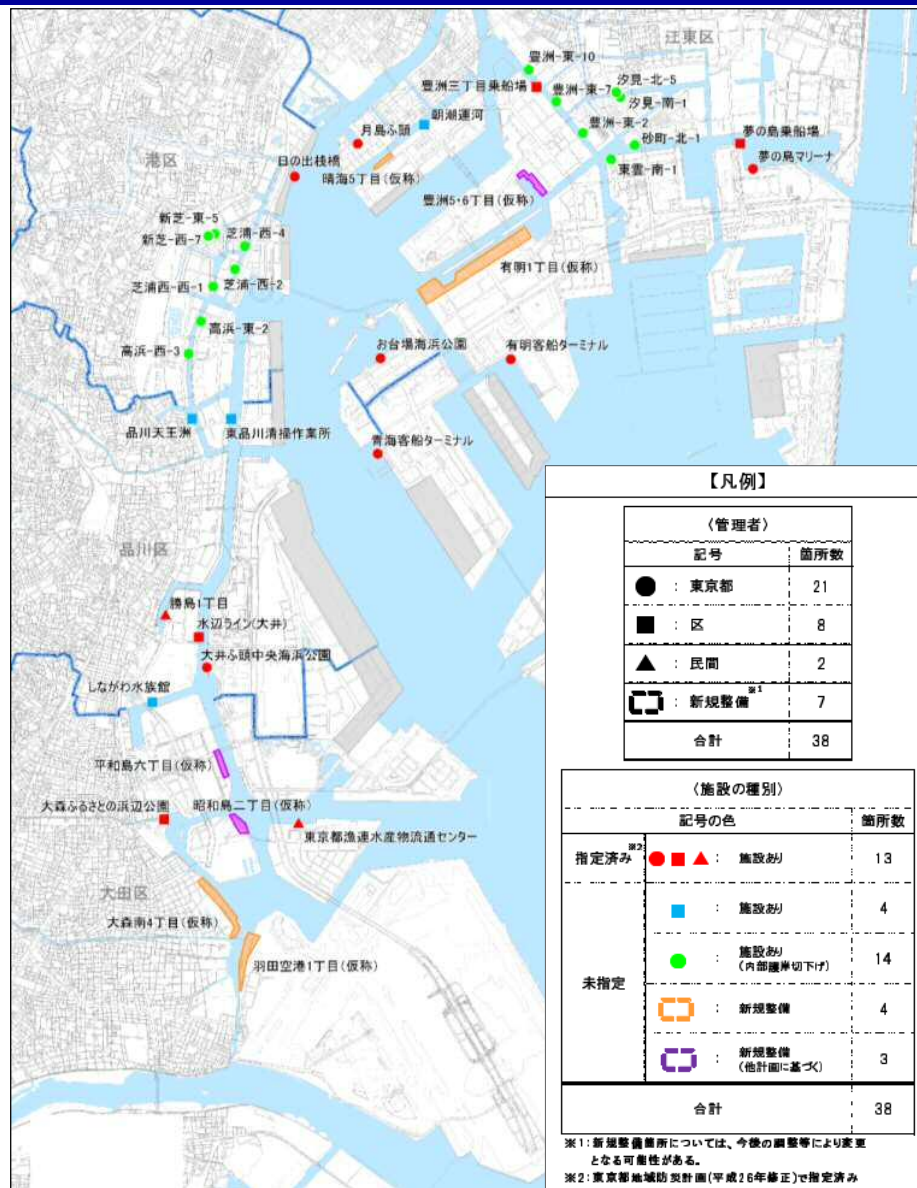 江東区
豊洲-東-10
汐見-北-5
豊洲三丁目乗船場
豊洲-東-7
汐見-南-1
朝潮運河
月島ふ頭
豊洲-東-2
砂町-北-1
夢の島乗船場
港区
日の出桟橋
夢の島マリーナ
晴海5丁目(仮称)
東雲-南-1
豊洲5・6丁目(仮称)
新芝-東-5
芝浦-西-4
新芝-西-7
有明1丁目(仮称)
芝浦西-西-1
芝浦-西-2
高浜-東-2
お台場海浜公園
有明客船ターミナル
高浜-西-3
品川天王洲
東品川清掃作業所
青海客船ターミナル
品川区
勝島1丁目
水辺ライン(大井)
大井ふ頭中央海浜公園
しながわ水族館
平和島六丁目(仮称)
大森ふるさとの浜辺公園
昭和島二丁目(仮称)
東京都漁連水産物流通センター
大田区
大森南4丁目(仮称)
羽田空港1丁目(仮称)
【凡例】
〈管理者〉
記号 箇所数
: 東京都 21
: 区 8
: 民間 2
: 新規整備※1 7
合計 38
〈施設の種別〉
記号の色 箇所数
指定済み※2 : 施設あり 13
未指定
: 施設あり 4
: 施設あり 14
(内部護岸切下げ)
: 新規整備 4
: 新規整備 3
(他計画に基づく)
合計 38
※1:新規整備箇所については、今後の調整等により変更
となる可能性がある。
※2:東京都地域防災計画(平成26年修正)で指定済み